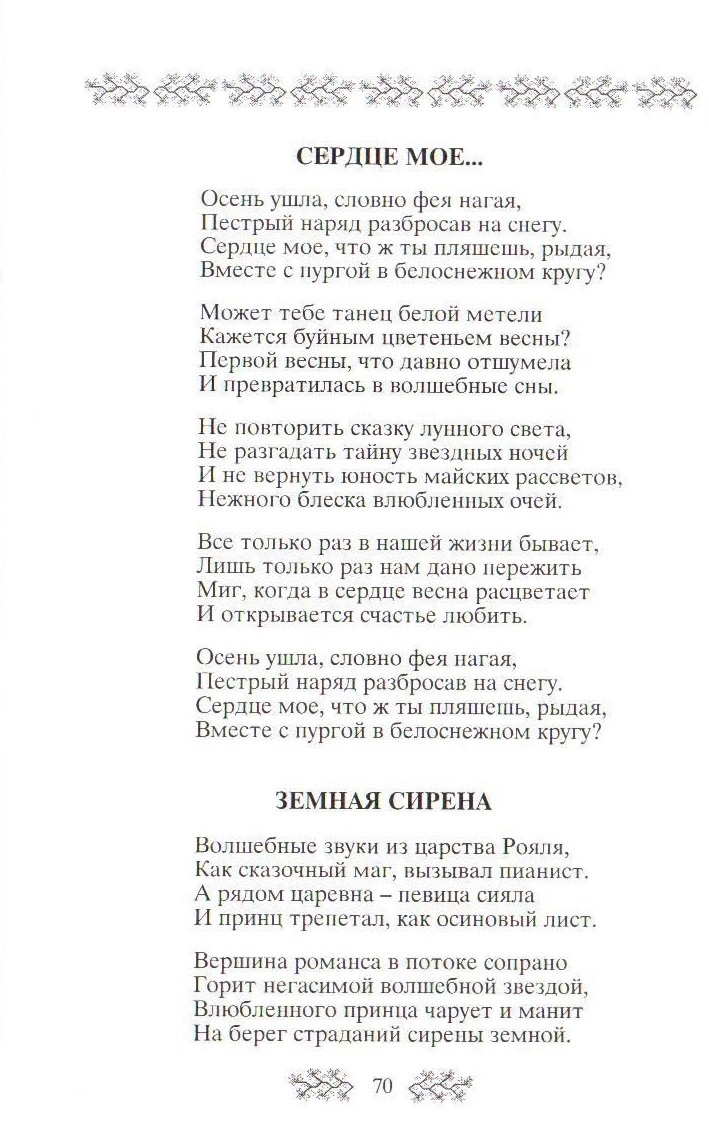 СЕРДЦЕ МОЕ...
Осень ушла, словно фея нагая,
Пестрый наряд разбросав на снегу.
Сердце мое, что ж ты пляшешь, рыдая,
Вместе с пургой в белоснежном кругу?
Может тебе танец белой метели
Кажется буйным цветеньем весны?
Первой весны, что давно отшумела
И превратилась в волшебные сны.
Не повторить сказку лунного света,
Не разгадать тайну звездных ночей
И не вернуть юность майских рассветов,
Нежного блеска влюбленных очей.
Все только раз в нашей жизни бывает,
Лишь только раз нам дано пережить
Миг, когда в сердце весна расцветает
И открывается счастье любить.
Осень ушла, словно фея нагая,
Пестрый наряд разбросав на снегу.
Сердце мое, что ж ты пляшешь, рыдая,
Вместе с пургой в белоснежном кругу?
ЗЕМНАЯ СИРЕНА
Волшебные звуки из царства Рояля,
Как сказочный маг, вызывал пианист.
А рядом царевна – певица сияла
И принц трепетал, как осиновый лист.
Вершина романса в потоке сопрано
Горит негасимой волшебной звездой,
Влюбленного принца чарует и манит
На берег страданий сирены земной.
70